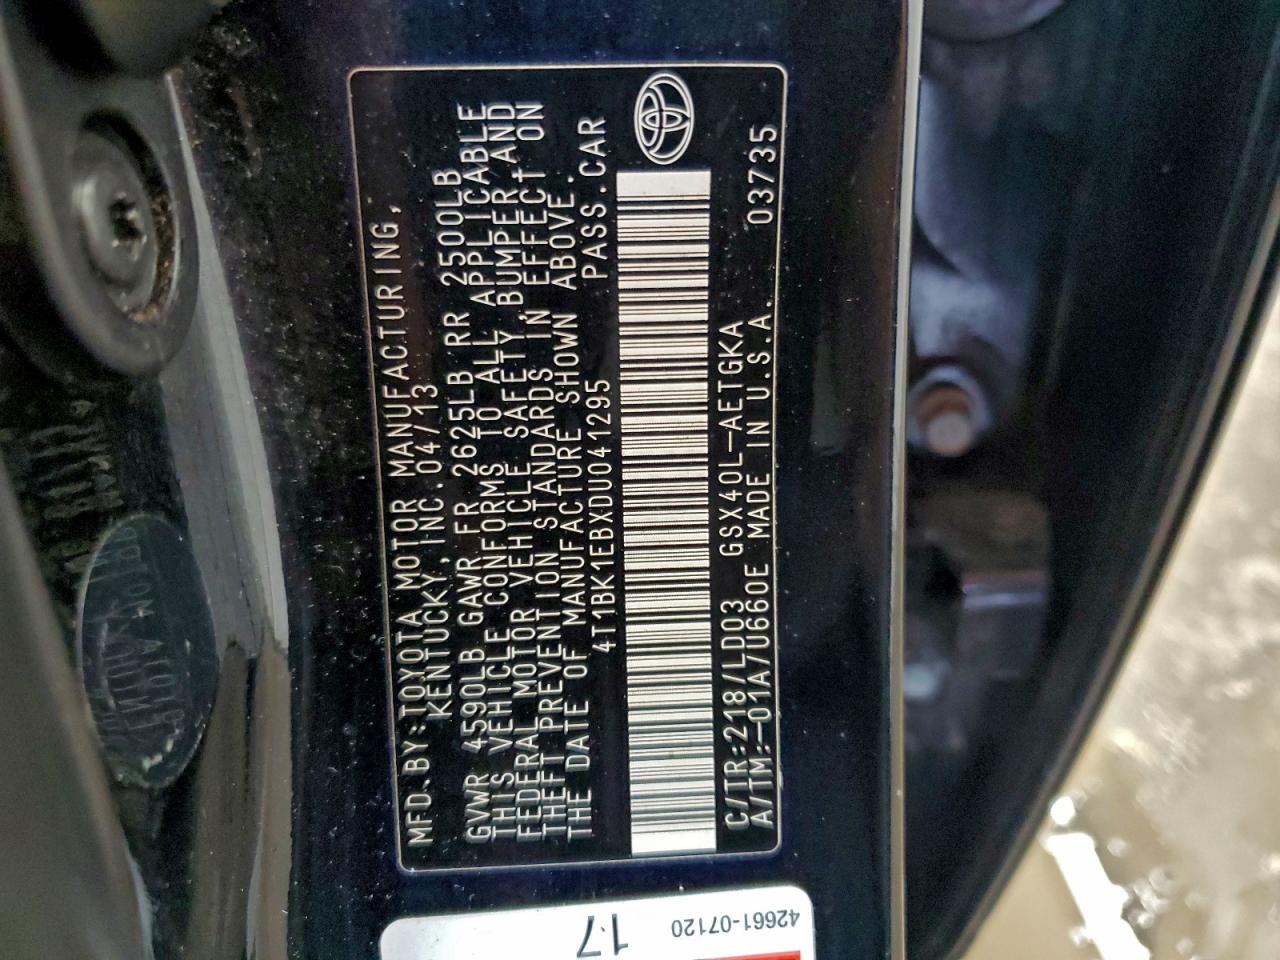 MFD.BY:TOYOTA MOTOR MANUFACTURING,
KENTUCKY,INC.04/13
GVWR 4590LB GAWR FR 2625LB RR 2500LB
THIS VEHICLE CONFORMS TO ALL APPLICABLE
FEDERAL MOTOR VEHICLE SAFETY,BUMPER,AND
THEFT PREVENTION STANDARDS IN EFFECT ON
THE DATE OF MANUFACTURE SHOWN ABOVE.
4T1BK1EBXDU041295 PASS.CAR
C/TR:218/LD03 GSX40L-AETGKA
A/TM:-01A/U660E MADE IN U.S.A. 03735
42661-07120
17